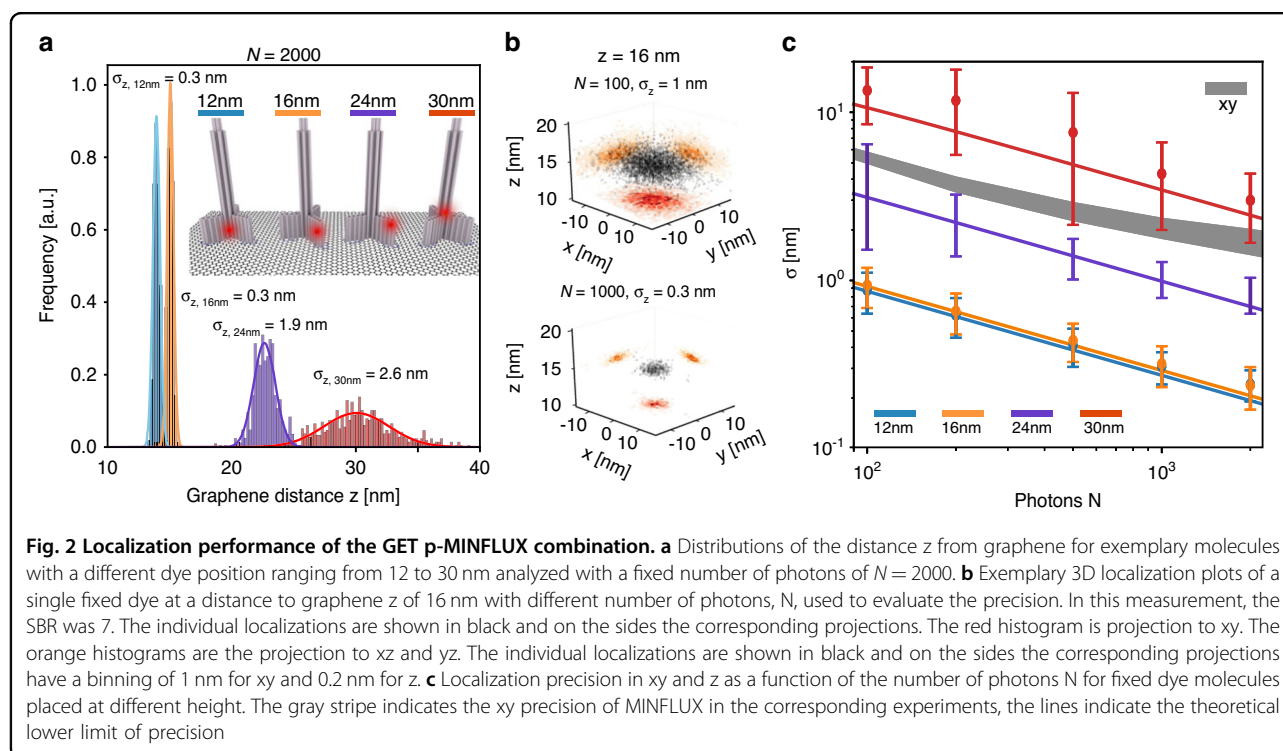 a
N = 2000
σz, 12nm = 0.3 nm
12nm 16nm 24nm 30nm
σz, 16nm = 0.3 nm
σz, 24nm = 1.9 nm
σz, 30nm = 2.6 nm
Frequency [a.u.]
1.0
0.8
0.6
0.4
0.2
0.0
10 20 30 40
Graphene distance z [nm]
b
z = 16 nm
N = 100, σz = 1 nm
z [nm]
20
15
10
-10 0 10
x [nm]
-10 0 10
y [nm]
N = 1000, σz = 0.3 nm
z [nm]
20
15
10
-10 0 10
x [nm]
-10 0 10
y [nm]
c
xy
σ [nm]
10¹
10⁰
10⁻¹
12nm 16nm 24nm 30nm
10² 10³
Photons N
Fig. 2 Localization performance of the GET p-MINFLUX combination. a Distributions of the distance z from graphene for exemplary molecules
with a different dye position ranging from 12 to 30 nm analyzed with a fixed number of photons of N = 2000. b Exemplary 3D localization plots of a
single fixed dye at a distance to graphene z of 16 nm with different number of photons, N, used to evaluate the precision. In this measurement, the
SBR was 7. The individual localizations are shown in black and on the sides the corresponding projections. The red histogram is projection to xy. The
orange histograms are the projection to xz and yz. The individual localizations are shown in black and on the sides the corresponding projections
have a binning of 1 nm for xy and 0.2 nm for z. c Localization precision in xy and z as a function of the number of photons N for fixed dye molecules
placed at different height. The gray stripe indicates the xy precision of MINFLUX in the corresponding experiments, the lines indicate the theoretical
lower limit of precision